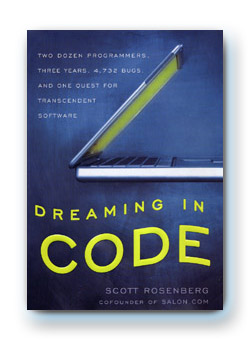 TWO DOZEN PROGRAMMERS,
THREE YEARS, 4,732 BUGS,
AND ONE QUEST FOR
TRANSCENDENT
SOFTWARE
DREAMING IN
CODE
SCOTT ROSENBERG
COFOUNDER OF SALON.COM